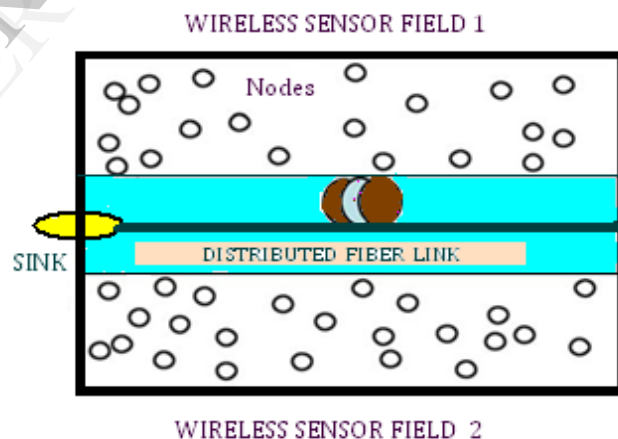 WIRELESS SENSOR FIELD 1
Nodes
SINK
DISTRIBUTED FIBER LINK
WIRELESS SENSOR FIELD 2